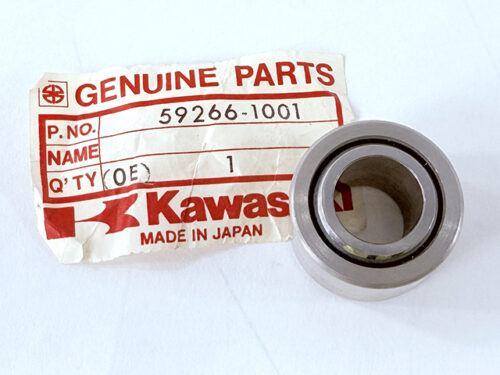 GENUINE PARTS
P. NO. 59266-1001
NAME
Q'TY (OE) 1
Kawas
MADE IN JAPAN